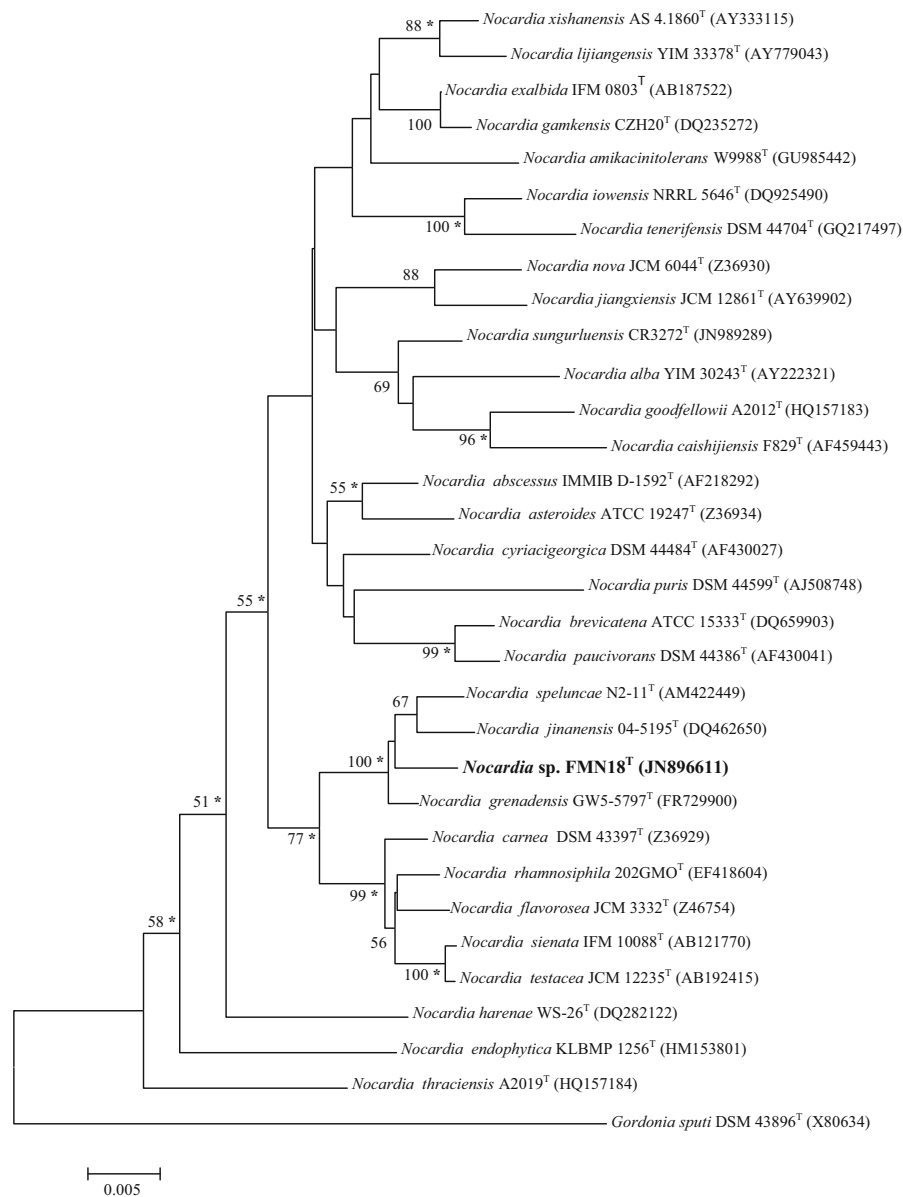 88 *
Nocardia xishanensis AS 4.1860T (AY333115)
Nocardia lijiangensis YIM 33378T (AY779043)
Nocardia exalbida IFM 0803T (AB187522)
100
Nocardia gamkensis CZH20T (DQ235272)
Nocardia amikacinitolerans W9988T (GU985442)
Nocardia iowensis NRRL 5646T (DQ925490)
100 *
Nocardia tenerifensis DSM 44704T (GQ217497)
88
Nocardia nova JCM 6044T (Z36930)
Nocardia jiangxiensis JCM 12861T (AY639902)
Nocardia sungurluensis CR3272T (JN989289)
69
Nocardia alba YIM 30243T (AY222321)
Nocardia goodfellowii A2012T (HQ157183)
96 *
Nocardia caishijiensis F829T (AF459443)
55 *
Nocardia abscessus IMMIB D-1592T (AF218292)
Nocardia asteroides ATCC 19247T (Z36934)
Nocardia cyriacigeorgica DSM 44484T (AF430027)
Nocardia puris DSM 44599T (AJ508748)
55 *
Nocardia brevicatena ATCC 15333T (DQ659903)
99 *
Nocardia paucivorans DSM 44386T (AF430041)
67
Nocardia speluncae N2-11T (AM422449)
Nocardia jinanensis 04-5195T (DQ462650)
100 *
Nocardia sp. FMN18T (JN896611)
51 *
Nocardia grenadensis GW5-5797T (FR729900)
77 *
Nocardia carnea DSM 43397T (Z36929)
Nocardia rhamnosiphila 202GMOT (EF418604)
99 *
Nocardia flavorosea JCM 3332T (Z46754)
58 *
56
Nocardia sienata IFM 10088T (AB121770)
100 *
Nocardia testacea JCM 12235T (AB192415)
Nocardia harenae WS-26T (DQ282122)
Nocardia endophytica KLBMP 1256T (HM153801)
Nocardia thraciensis A2019T (HQ157184)
Gordonia sputi DSM 43896T (X80634)
0.005